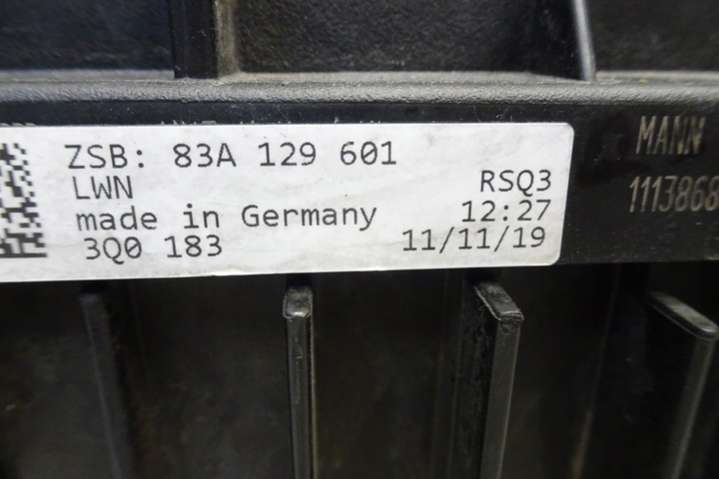 ZSB: 83A 129 601
LWN
RSQ3
made in Germany
12:27
3Q0 183
11/11/19
MANN
1113868